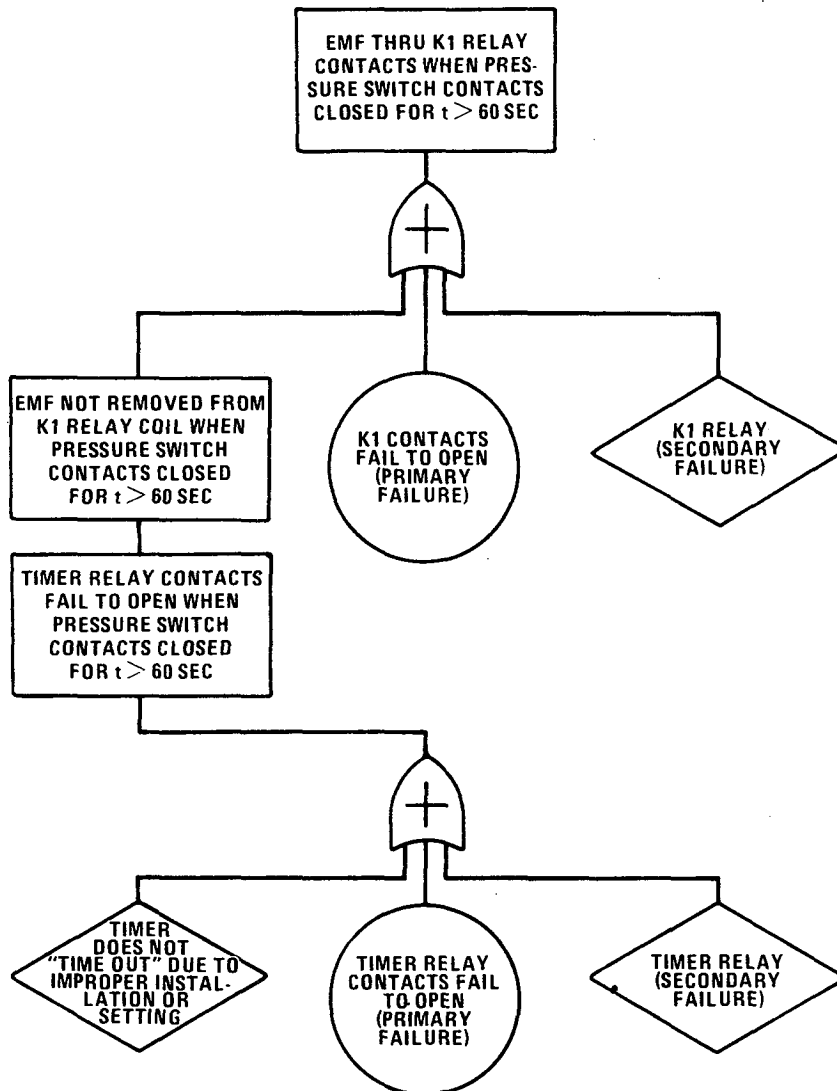 EMF THRU K1 RELAY
CONTACTS WHEN PRES-
SURE SWITCH CONTACTS
CLOSED FOR t > 60 SEC
EMF NOT REMOVED FROM
K1 RELAY COIL WHEN
PRESSURE SWITCH
CONTACTS CLOSED
FOR t > 60 SEC
K1 CONTACTS
FAIL TO OPEN
(PRIMARY
FAILURE)
K1 RELAY
(SECONDARY
FAILURE)
TIMER RELAY CONTACTS
FAIL TO OPEN WHEN
PRESSURE SWITCH
CONTACTS CLOSED
FOR t > 60 SEC
TIMER
DOES NOT
"TIME OUT" DUE TO
IMPROPER INSTAL-
LATION OR
SETTING
TIMER RELAY
CONTACTS FAIL
TO OPEN
(PRIMARY
FAILURE)
TIMER RELAY
(SECONDARY
FAILURE)